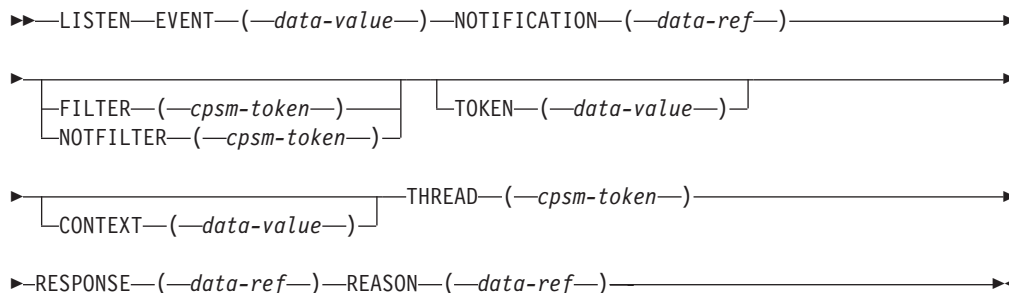 LISTEN EVENT ( data-value ) NOTIFICATION ( data-ref )
FILTER ( cpsm-token )
NOTFILTER ( cpsm-token )
TOKEN ( data-value )
CONTEXT ( data-value )
THREAD ( cpsm-token )
RESPONSE ( data-ref ) REASON ( data-ref )